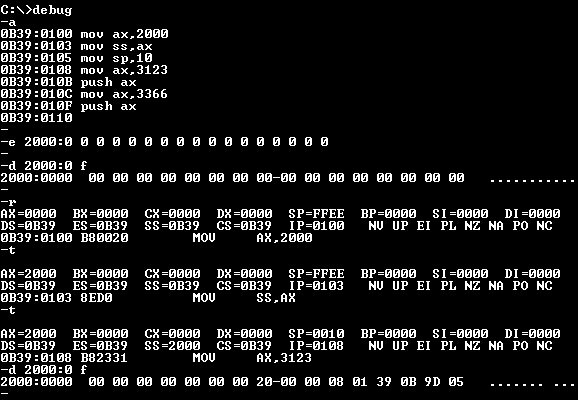 C:\>debug
-a
0B39:0100 mov ax,2000
0B39:0103 mov ss,ax
0B39:0105 mov sp,10
0B39:0108 mov ax,3123
0B39:010B push ax
0B39:010C mov ax,3366
0B39:010F push ax
0B39:0110
-
-e 2000:0 0 0 0 0 0 0 0 0 0 0 0 0 0 0 0 0
-
-d 2000:0 f
2000:0000  00 00 00 00 00 00 00 00-00 00 00 00 00 00 00 00   ...........
-
-r
AX=0000  BX=0000  CX=0000  DX=0000  SP=FFEE  BP=0000  SI=0000  DI=0000
DS=0B39  ES=0B39  SS=0B39  CS=0B39  IP=0100   NV UP EI PL NZ NA PO NC
0B39:0100 B80020        MOV     AX,2000
-t
AX=2000  BX=0000  CX=0000  DX=0000  SP=FFEE  BP=0000  SI=0000  DI=0000
DS=0B39  ES=0B39  SS=0B39  CS=0B39  IP=0103   NV UP EI PL NZ NA PO NC
0B39:0103 8ED0          MOV     SS,AX
-t
AX=2000  BX=0000  CX=0000  DX=0000  SP=0010  BP=0000  SI=0000  DI=0000
DS=0B39  ES=0B39  SS=2000  CS=0B39  IP=0108   NV UP EI PL NZ NA PO NC
0B39:0108 B82331        MOV     AX,3123
-d 2000:0 f
2000:0000  00 00 00 00 00 00 00 20-00 00 08 01 39 0B 9D 05   ....... ...
-